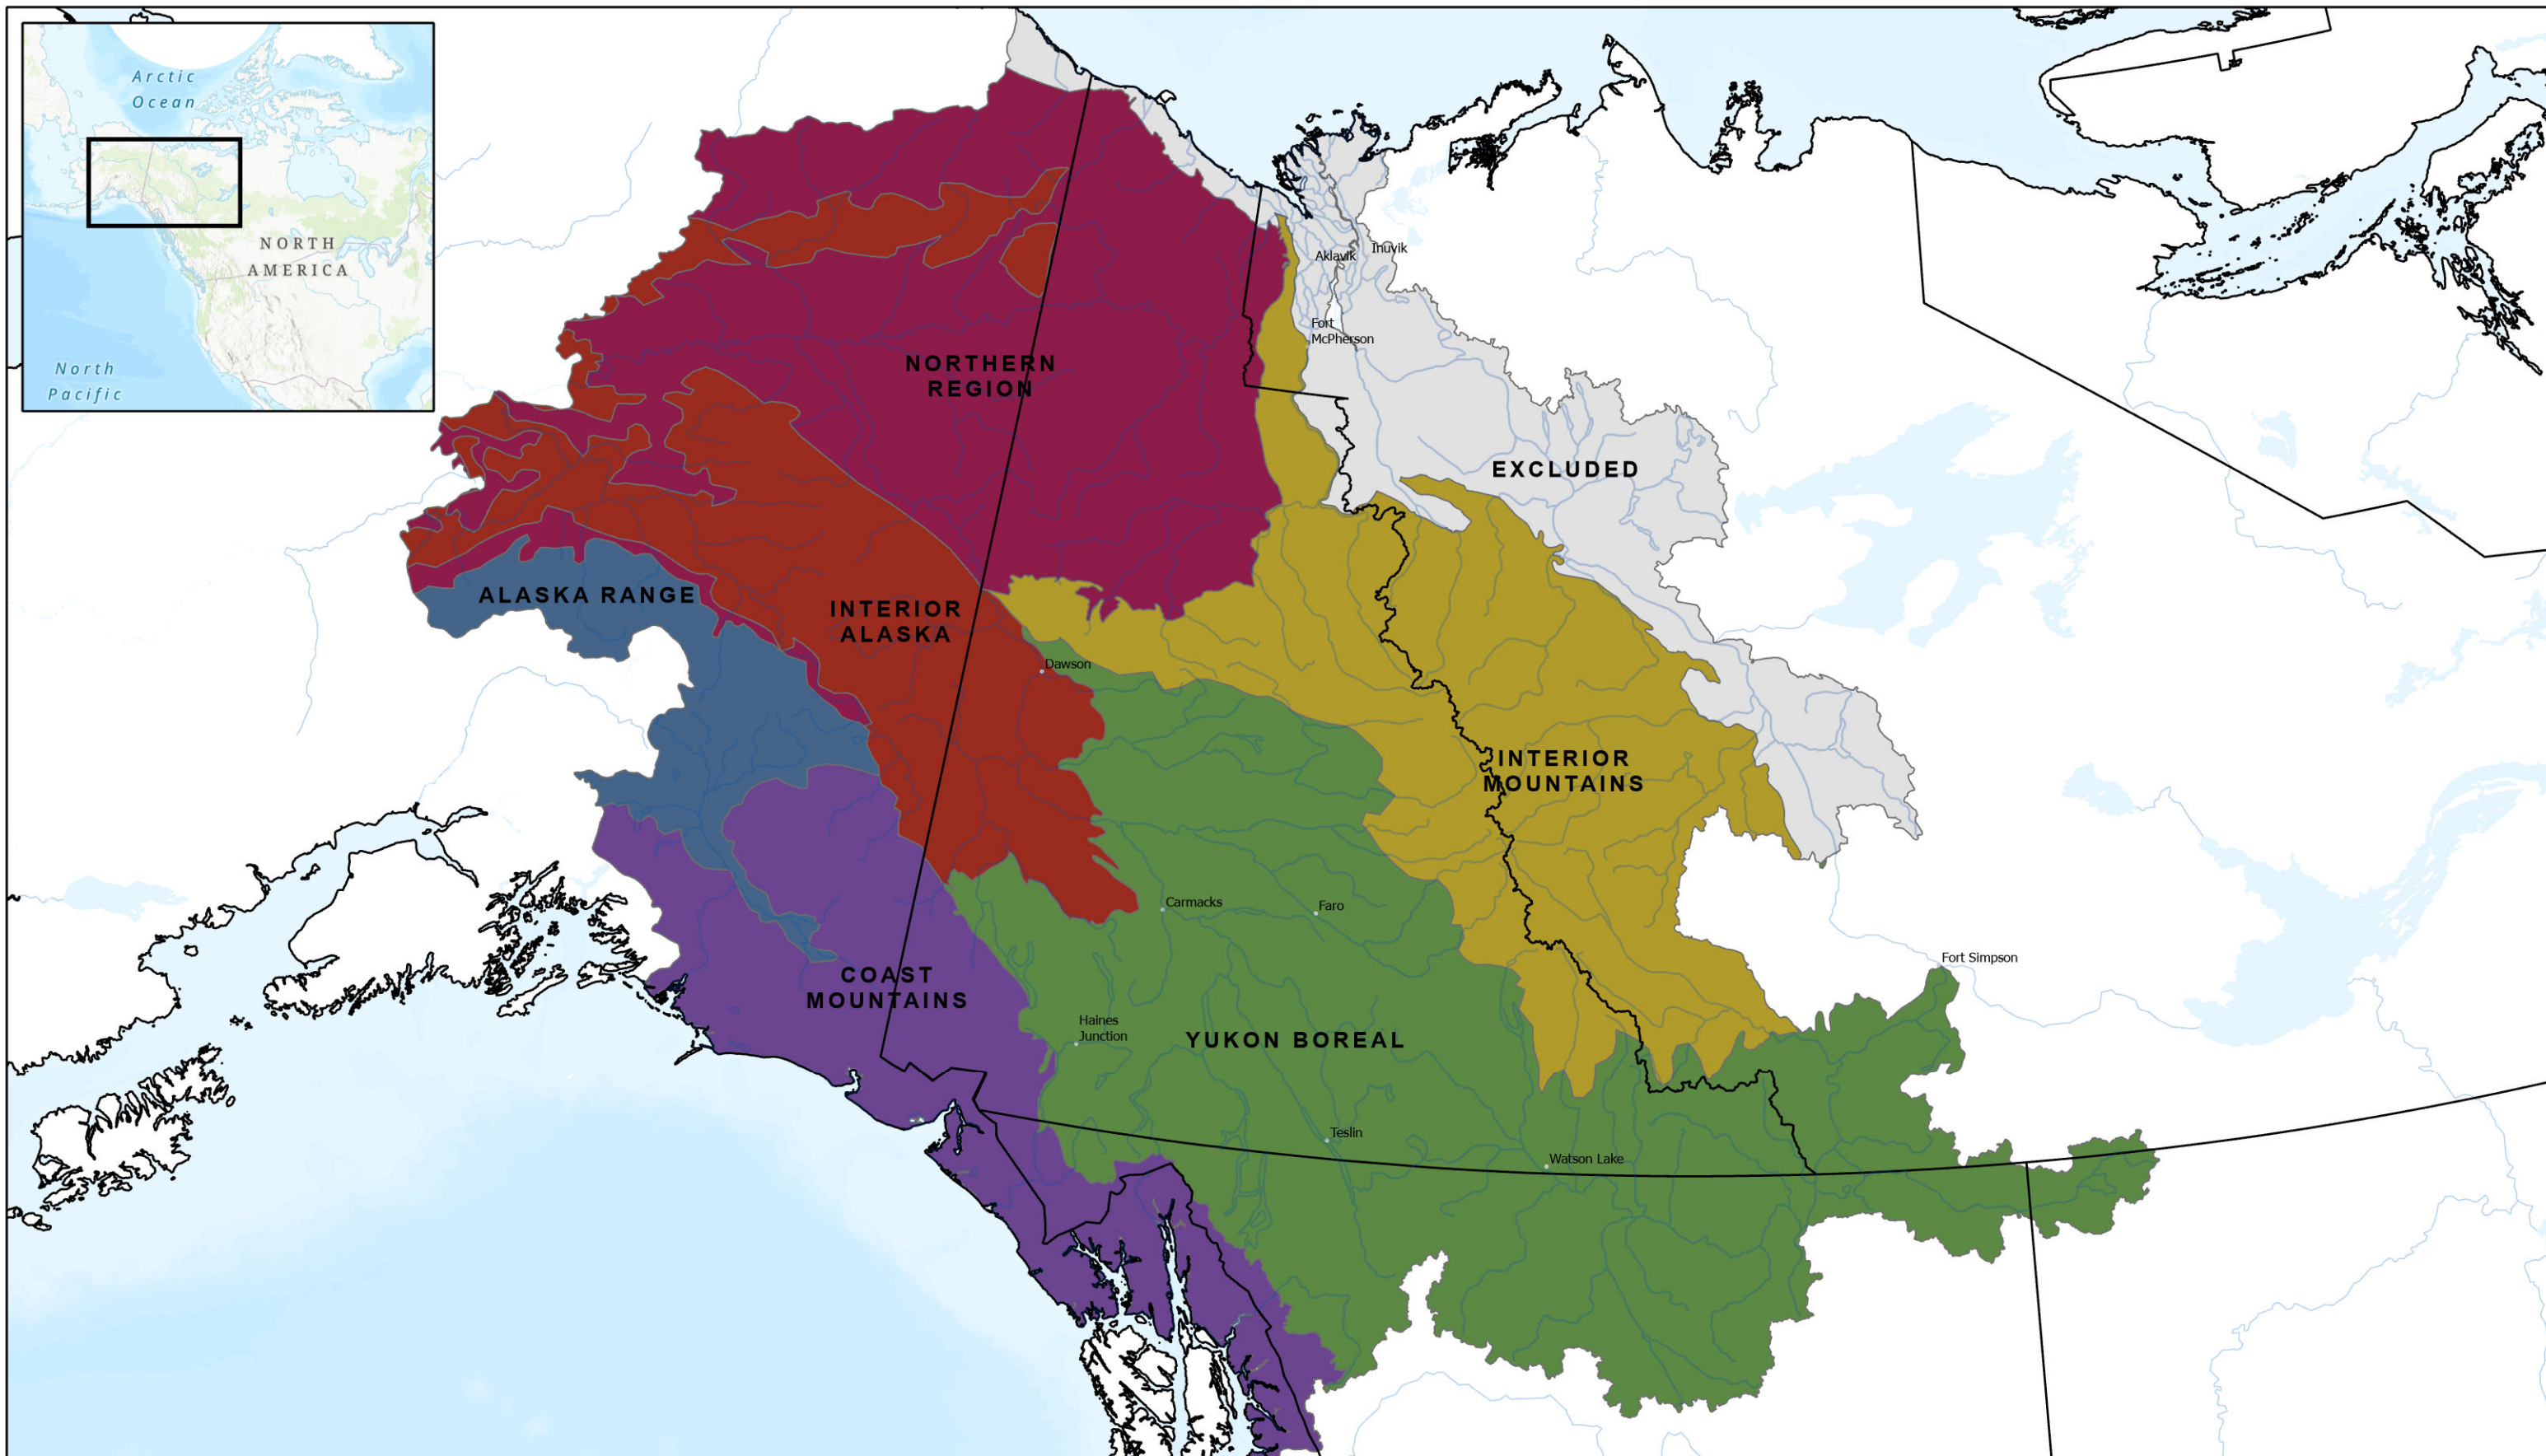 Arctic
Ocean
NORTH
AMERICA
North
Pacific
Aklavik
Inuvik
Fort
McPherson
NORTHERN
REGION
EXCLUDED
ALASKA RANGE
INTERIOR
ALASKA
Dawson
INTERIOR
MOUNTAINS
Carmacks
Faro
Fort Simpson
COAST
MOUNTAINS
Haines
Junction
YUKON BOREAL
Teslin
Watson Lake